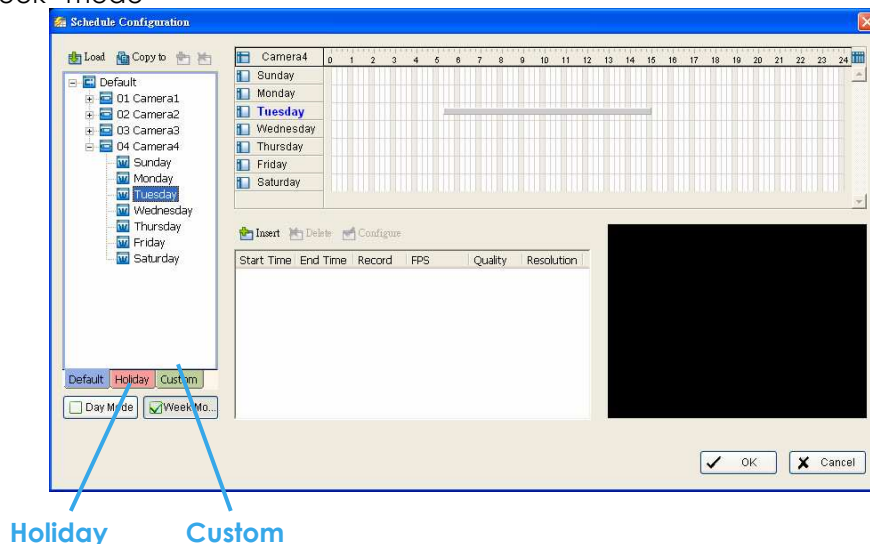 Schedule Configuration
Load Copy to
Default
01 Camera1
02 Camera2
03 Camera3
04 Camera4
Sunday
Monday
Tuesday
Wednesday
Thursday
Friday
Saturday
Default Holiday Custom
Day Mode Week Mo...
Camera4 0 1 2 3 4 5 6 7 8 9 10 11 12 13 14 15 16 17 18 19 20 21 22 23 24
Sunday
Monday
Tuesday
Wednesday
Thursday
Friday
Saturday
Insert Delete Configure
Start Time End Time Record FPS Quality Resolution
OK Cancel
Holiday Custom